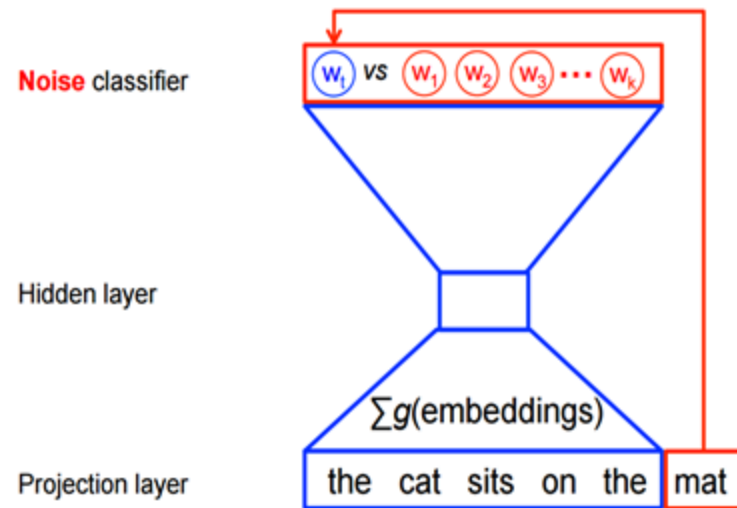 Noise classifier
w_t vs w_1 w_2 w_3 ··· w_k
Hidden layer
∑g(embeddings)
Projection layer
the cat sits on the mat